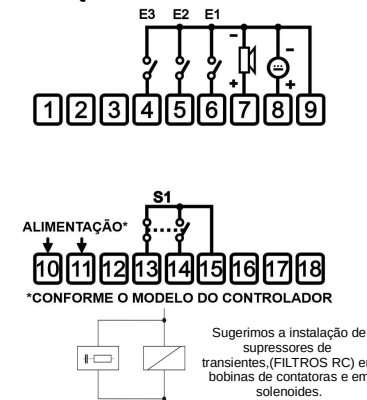 E3 E2 E1
1 2 3 4 5 6 7 8 9
S1
ALIMENTAÇÃO*
10 11 12 13 14 15 16 17 18
*CONFORME O MODELO DO CONTROLADOR
Sugerimos a instalação de
supressores de
transientes,(FILTROS RC) em
bobinas de contatoras e em
solenoides.